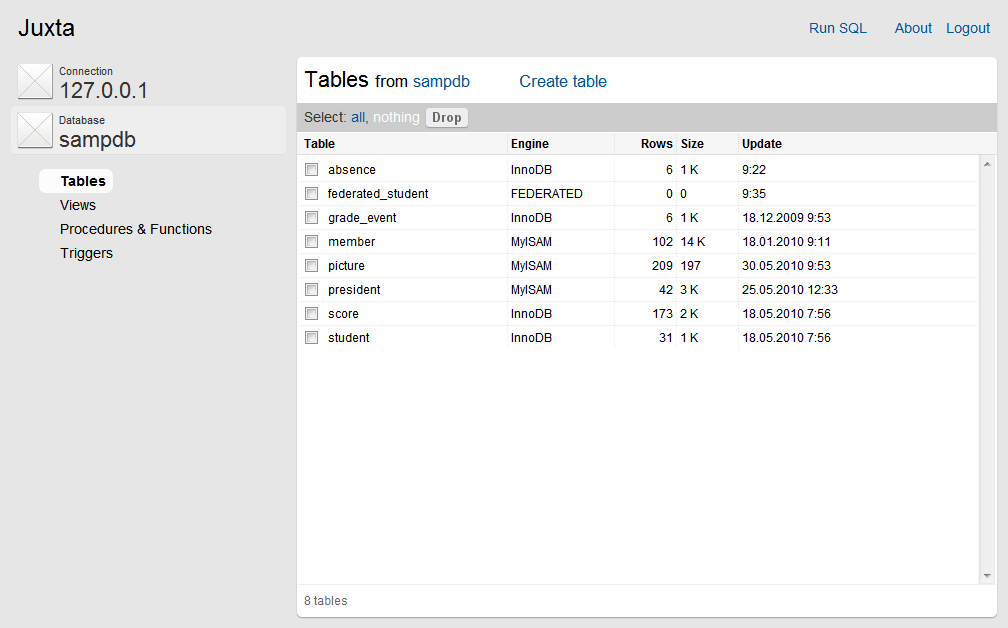 Juxta
Run SQL About Logout
Connection
127.0.0.1
Database
sampdb
Tables
Views
Procedures & Functions
Triggers
Tables from sampdb Create table
Select: all, nothing Drop
Table Engine Rows Size Update
absence InnoDB 6 1 K 9:22
federated_student FEDERATED 0 0 9:35
grade_event InnoDB 6 1 K 18.12.2009 9:53
member MyISAM 102 14 K 18.01.2010 9:11
picture MyISAM 209 197 30.05.2010 9:53
president MyISAM 42 3 K 25.05.2010 12:33
score InnoDB 173 2 K 18.05.2010 7:56
student InnoDB 31 1 K 18.05.2010 7:56
8 tables